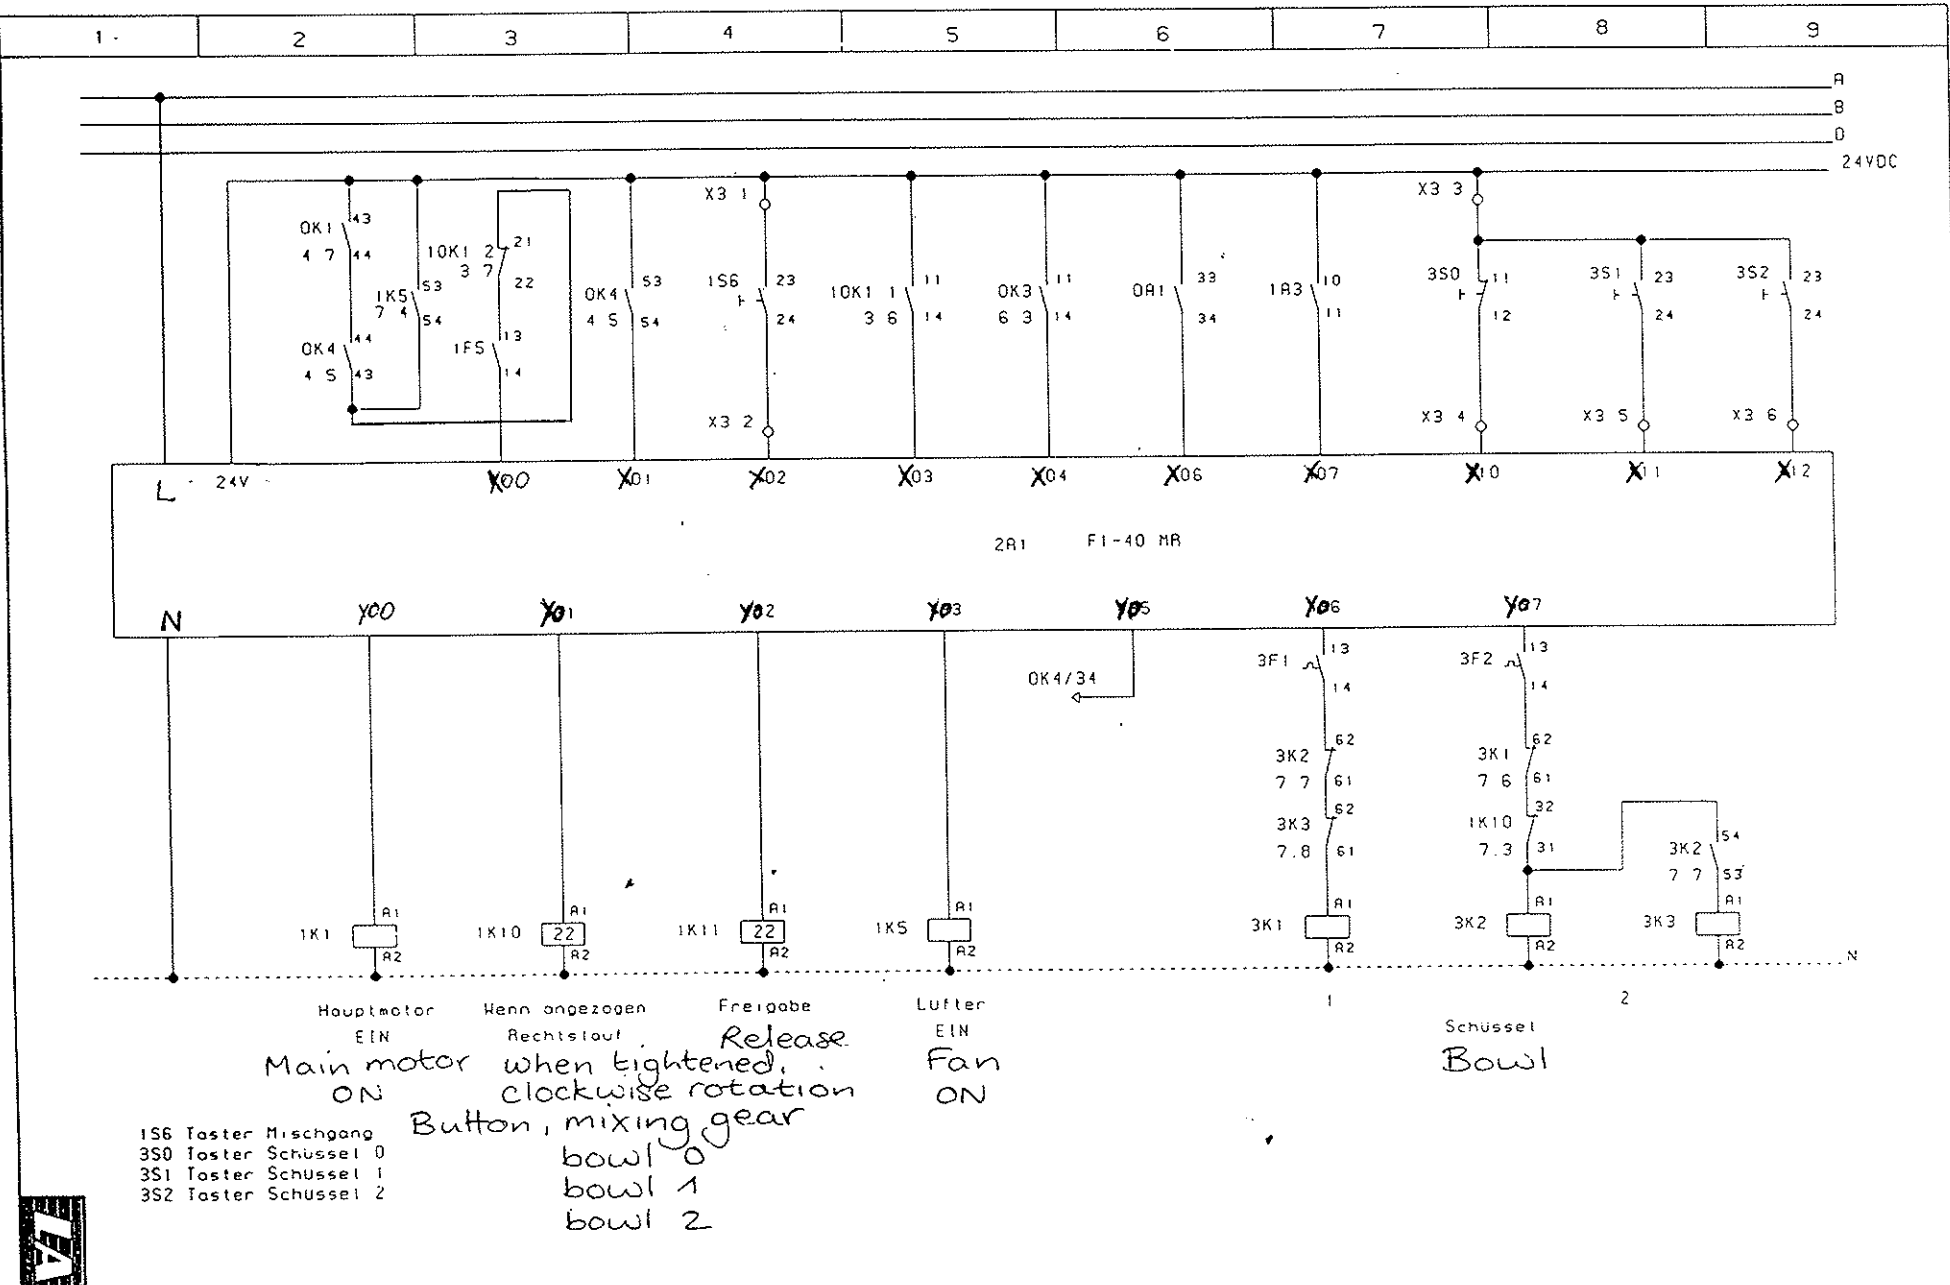 1 2 3 4 5 6 7 8 9
A
B
0
24VDC
X3 1 X3 3
0K1 43
4 7 44
10K1 2 21
3 7 22
1K5 53
7 4 54
0K4 53
4 5 54
1S6 23
24
10K1 1 11
3 6 14
0K3 11
6 3 14
0A1 33
34
1A3 10
11
3S0 11
12
3S1 23
24
3S2 23
24
0K4 44
4 5 43
1F5 13
14
X3 2 X3 4 X3 5 X3 6
L 24V X00 X01 X02 X03 X04 X06 X07 X10 X11 X12
2A1 F1-40 MR
N Y00 Y01 Y02 Y03 Y05 Y06 Y07
0K4/34
3F1 13
14
3F2 13
14
3K2 62
7 7 61
3K1 62
7 6 61
3K3 62
7.8 61
1K10 32
7.3 31
3K2 54
7 7 53
1K1 A1 A2
1K10 22 A1 A2
1K11 22 A1 A2
1K5 A1 A2
3K1 A1 A2
3K2 A1 A2
3K3 A1 A2
N
Hauptmotor Wenn angezogen Freigabe Lüfter 1 2
EIN Rechtslauf Release EIN Schüssel
Main motor when tightened, Fan Bowl
ON clockwise rotation ON
1S6 Taster Mischgang Button, mixing gear
3S0 Taster Schüssel 0 bowl 0
3S1 Taster Schüssel 1 bowl 1
3S2 Taster Schüssel 2 bowl 2
LA